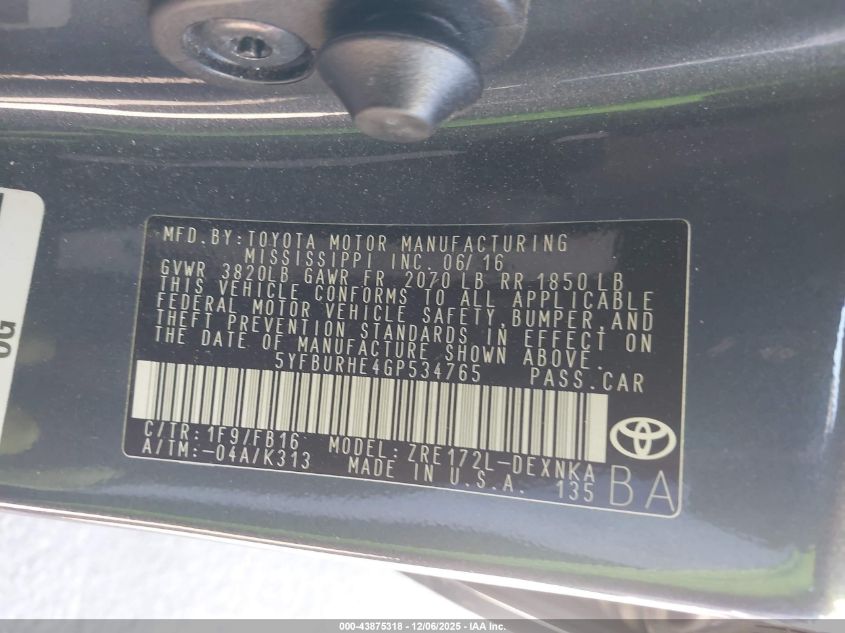 MFD.BY:TOYOTA MOTOR MANUFACTURING
MISSISSIPPI INC. 06/16
GVWR 3820LB GAWR FR 2070 LB RR 1850 LB
THIS VEHICLE CONFORMS TO ALL APPLICABLE
FEDERAL MOTOR VEHICLE SAFETY, BUMPER, AND
THEFT PREVENTION STANDARDS IN EFFECT ON
THE DATE OF MANUFACTURE SHOWN ABOVE.
5YFBURHE4GP534765 PASS.CAR
C/TR: 1F9/FB16 MODEL: ZRE172L-DEXNKA
A/TM:-04A/K313 MADE IN U.S.A. 135
BA
000-43875318 - 12/06/2025 - IAA Inc.